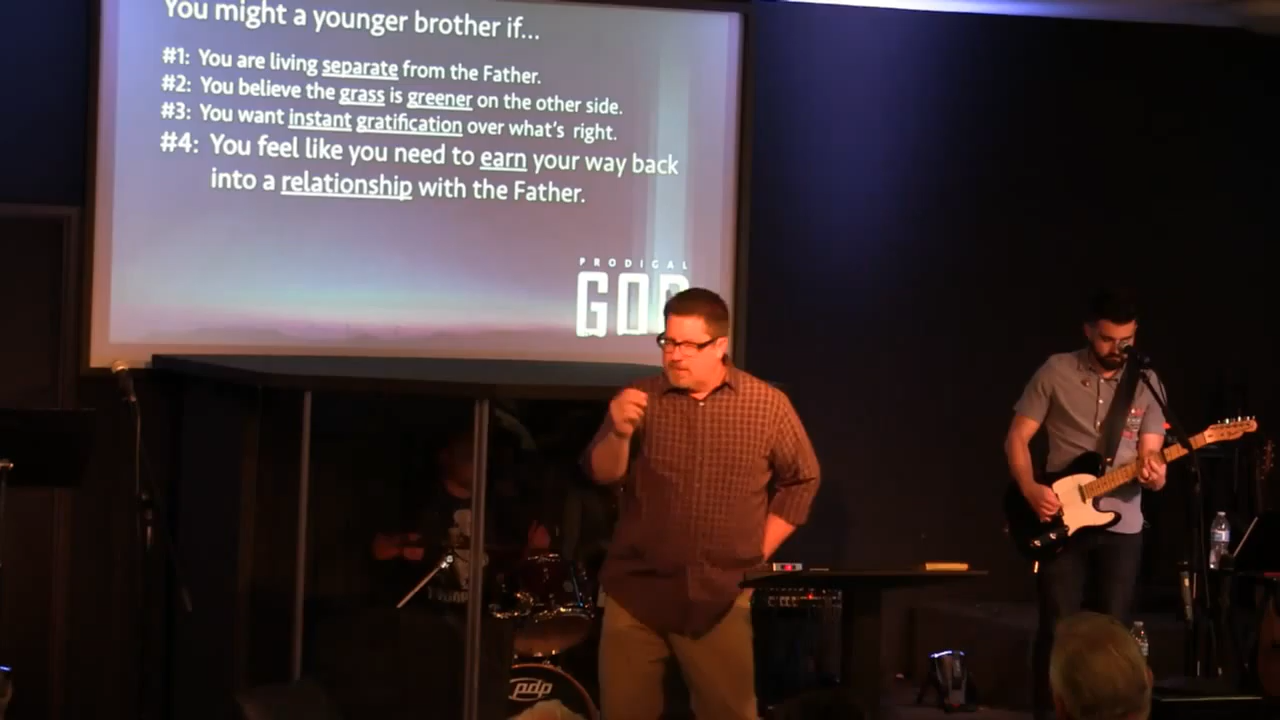 You might a younger brother if...
#1: You are living separate from the Father.
#2: You believe the grass is greener on the other side.
#3: You want instant gratification over what's right.
#4: You feel like you need to earn your way back
into a relationship with the Father.
PRODIGAL
GOD
pdp